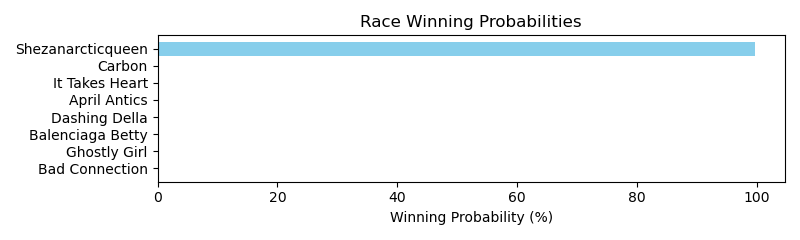 Race Winning Probabilities
Shezanarcticqueen
Carbon
It Takes Heart
April Antics
Dashing Della
Balenciaga Betty
Ghostly Girl
Bad Connection
0 20 40 60 80 100
Winning Probability (%)